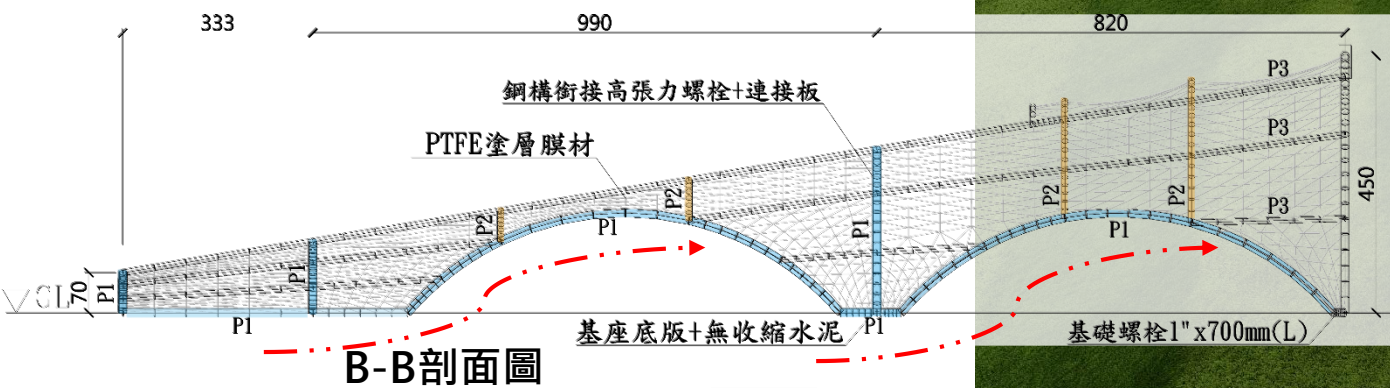 333
990
820
P3
鋼構銜接高張力螺栓+連接板
P3
PTFE塗層膜材
450
P2
P2
P2
P2
P3
P1
P1
P1
P1
P1
70
GL
P1
P1
基座底版+無收縮水泥
基礎螺栓1"x700mm(L)
B-B剖面圖